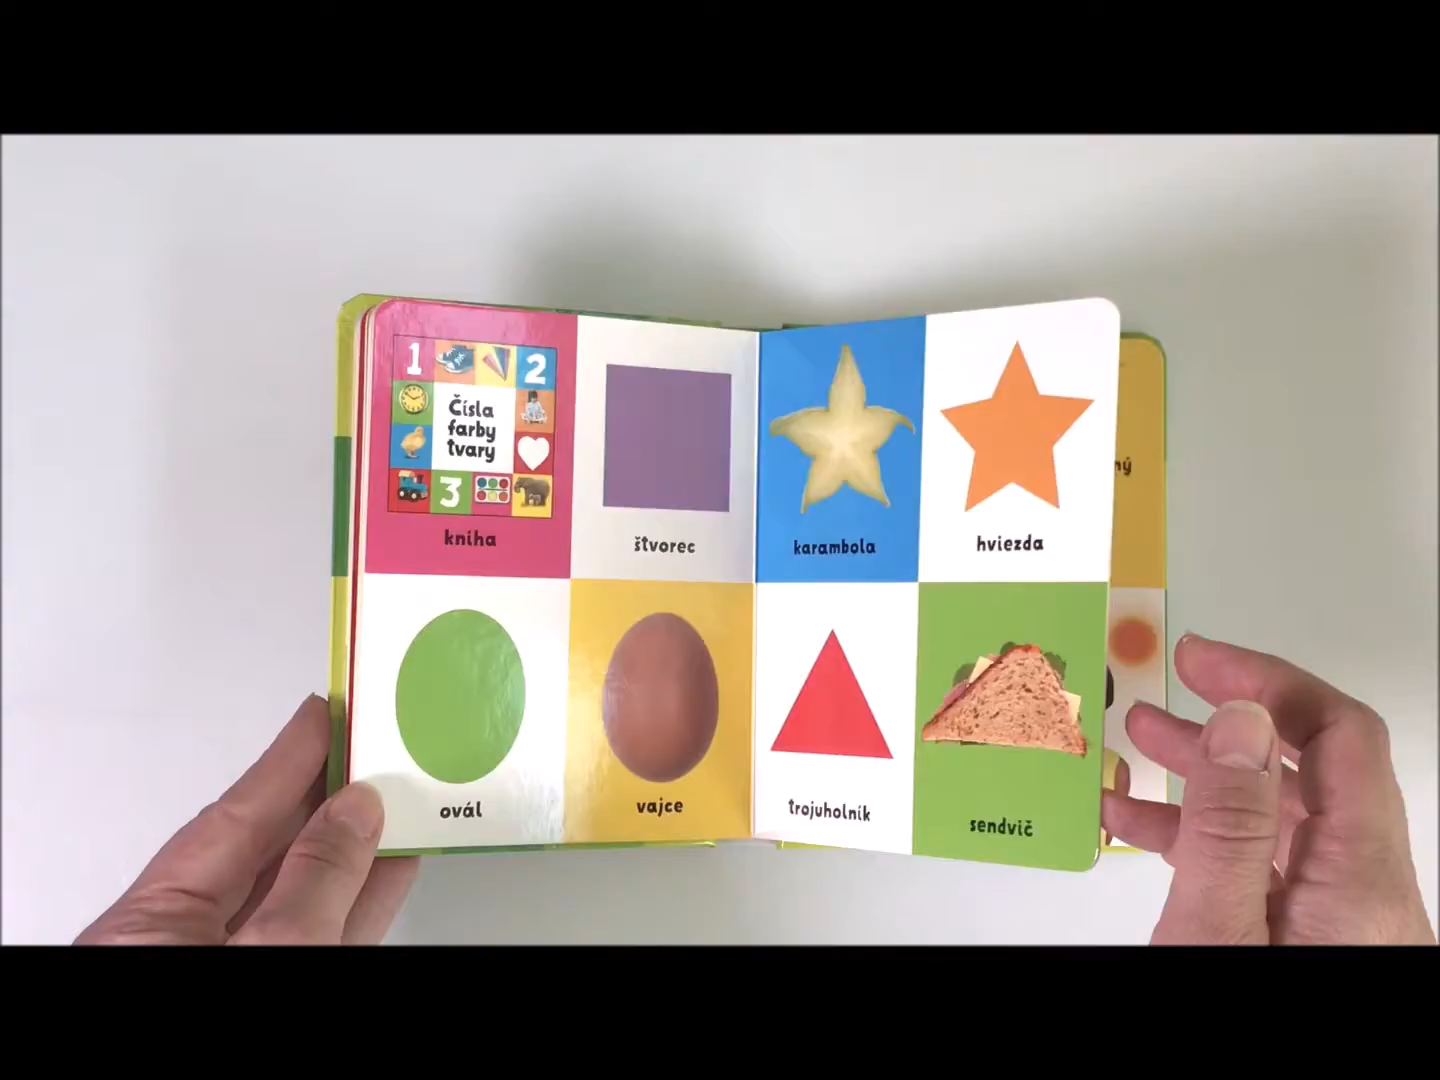 1
2
Čísla
farby
tvary
3
kniha
štvorec
karambola
hviezda
ovál
vajce
trojuholník
sendvič